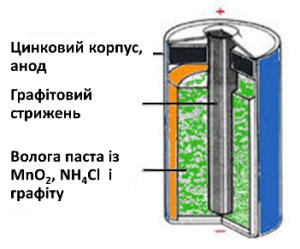 +
Цинковий корпус,
анод
Графітовий
стрижень
Волога паста із
MnO₂, NH₄Cl і
графіту
−